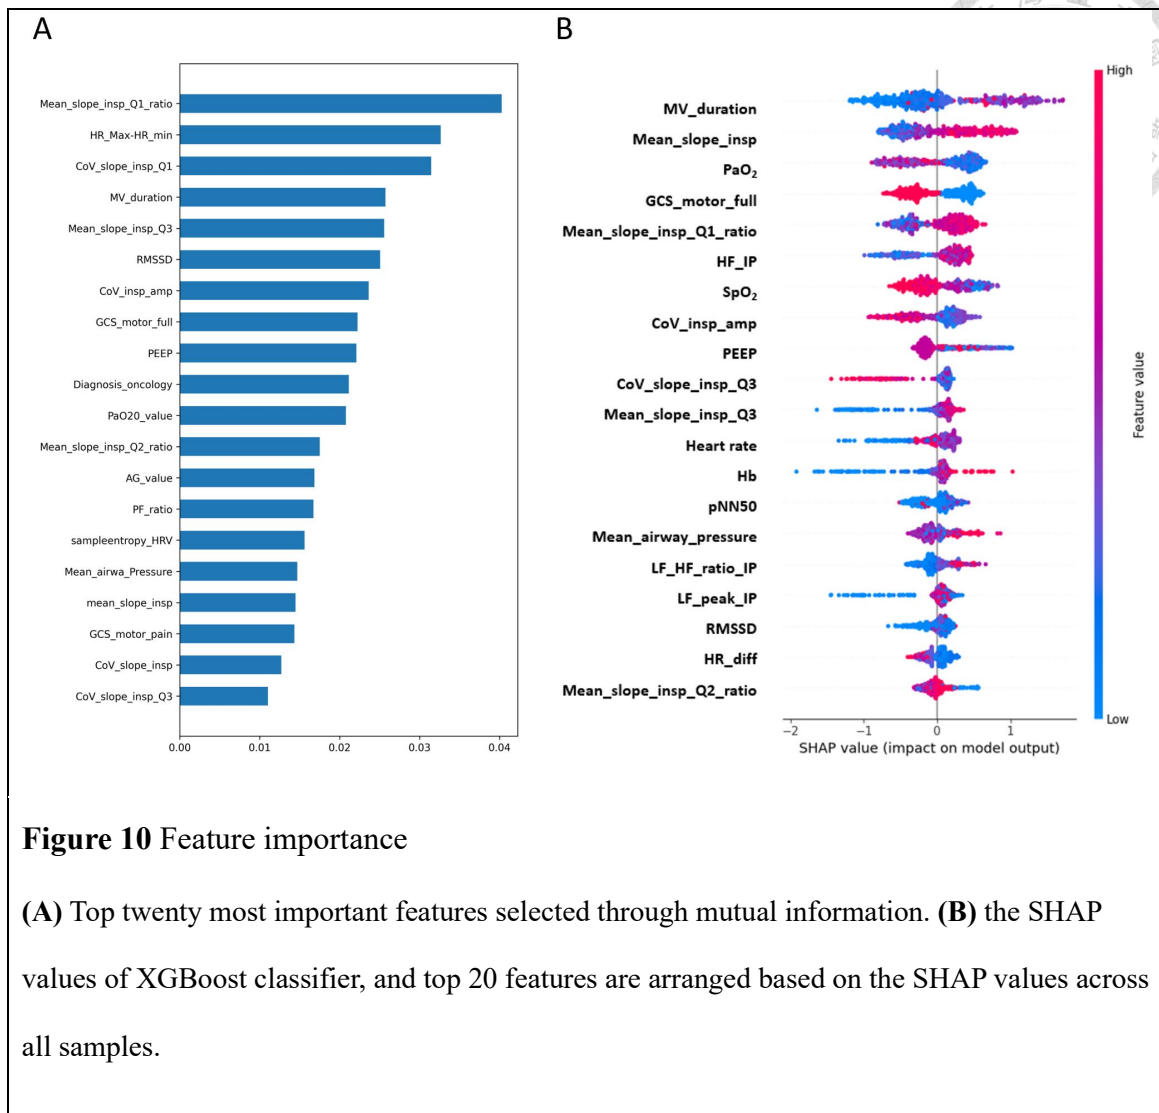 A
B
Mean_slope_insp_Q1_ratio
HR_Max-HR_min
CoV_slope_insp_Q1
MV_duration
Mean_slope_insp_Q3
RMSSD
CoV_insp_amp
GCS_motor_full
PEEP
Diagnosis_oncology
PaO20_value
Mean_slope_insp_Q2_ratio
AG_value
PF_ratio
sampleentropy_HRV
Mean_airwa_Pressure
mean_slope_insp
GCS_motor_pain
CoV_slope_insp
CoV_slope_insp_Q3
0.00 0.01 0.02 0.03 0.04
MV_duration
Mean_slope_insp
PaO₂
GCS_motor_full
Mean_slope_insp_Q1_ratio
HF_IP
SpO₂
CoV_insp_amp
PEEP
CoV_slope_insp_Q3
Mean_slope_insp_Q3
Heart rate
Hb
pNN50
Mean_airway_pressure
LF_HF_ratio_IP
LF_peak_IP
RMSSD
HR_diff
Mean_slope_insp_Q2_ratio
−2 −1 0 1
SHAP value (impact on model output)
High
Feature value
Low
Figure 10 Feature importance
(A) Top twenty most important features selected through mutual information. (B) the SHAP
values of XGBoost classifier, and top 20 features are arranged based on the SHAP values across
all samples.